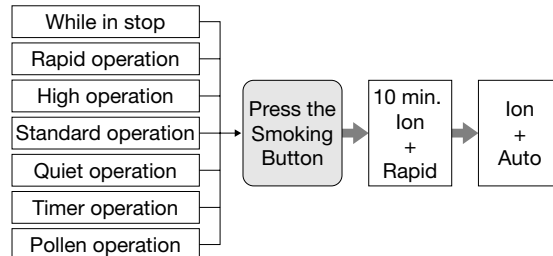 While in stop
Rapid operation
High operation
Standard operation
Quiet operation
Timer operation
Pollen operation
Press the
Smoking
Button
10 min.
Ion
+
Rapid
Ion
+
Auto